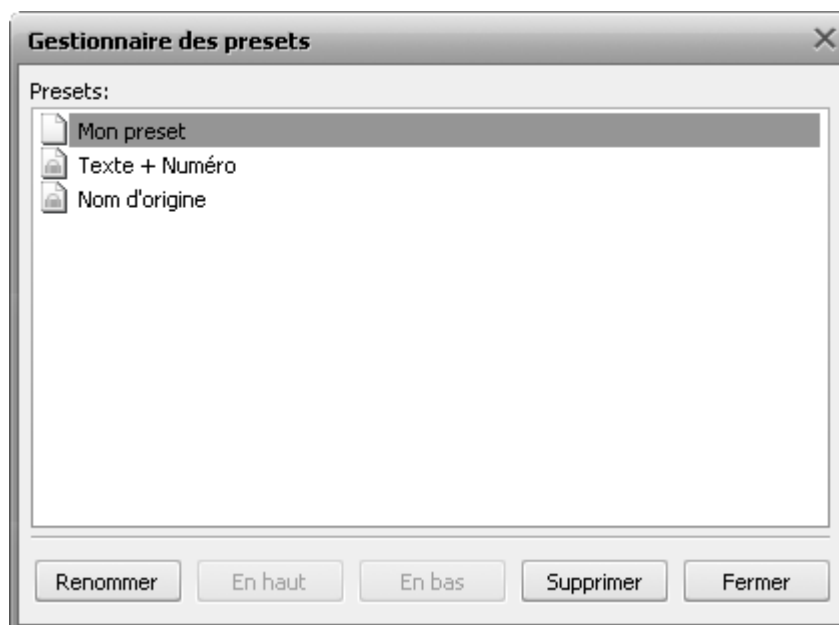 Gestionnaire des presets
Presets:
Mon preset
Texte + Numéro
Nom d'origine
Renommer En haut En bas Supprimer Fermer